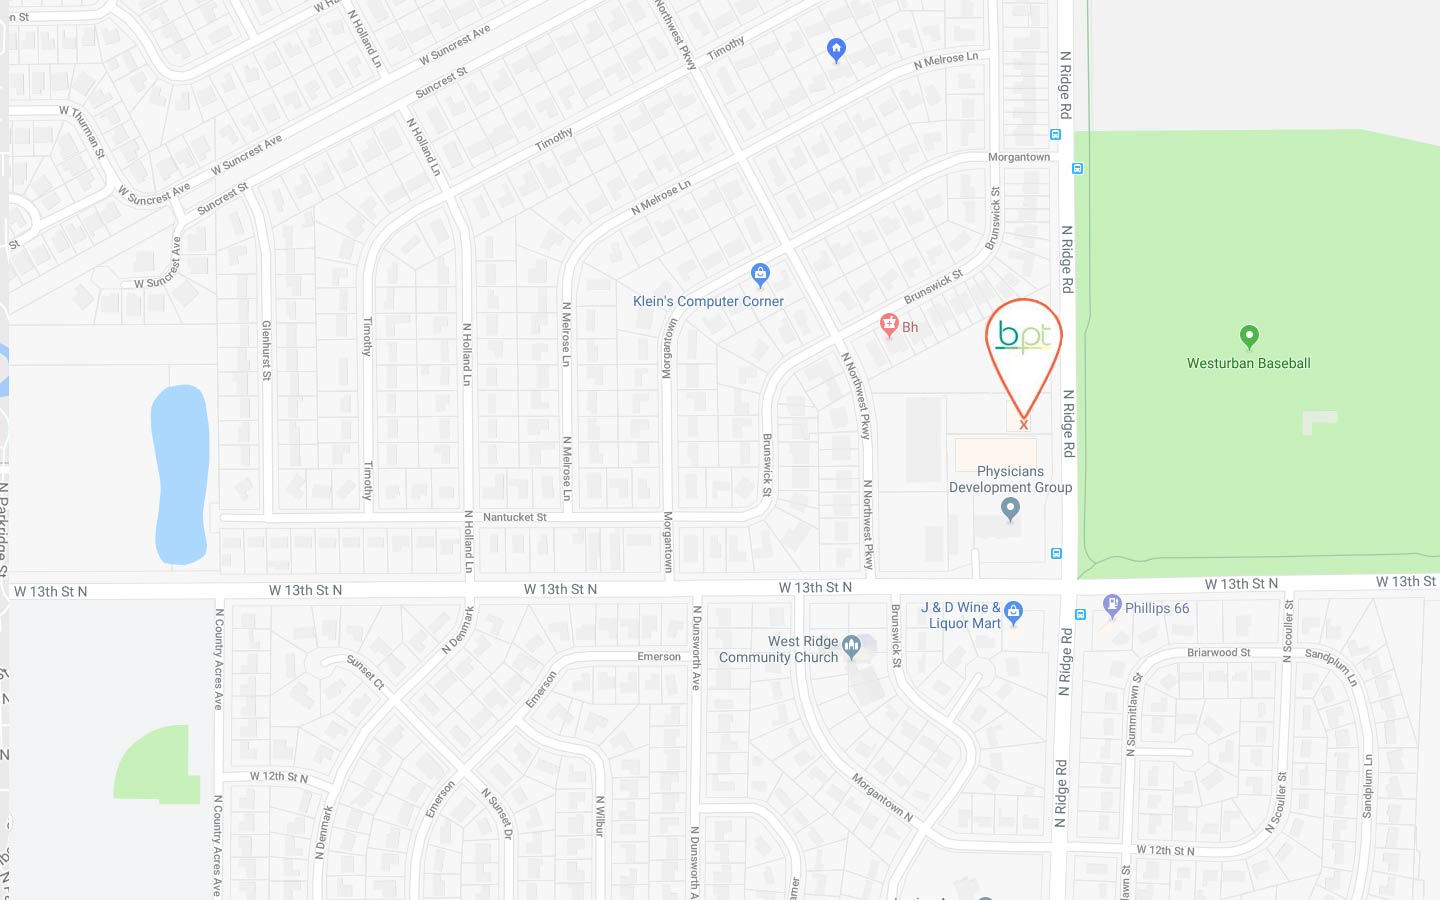 N Holland Ln
W Suncrest Ave
Northwest Pkwy
Timothy
N Melrose Ln
N Ridge Rd
Suncrest St
W Thurman St
N Holland Ln
Timothy
W Suncrest Ave
Morgantown
W Suncrest Ave
Suncrest St
N Melrose Ln
Brunswick St
St
W Suncrest Ave
N Ridge Rd
Brunswick St
Klein's Computer Corner
Bh
bpt
Glenhurst St
Timothy
N Holland Ln
N Melrose Ln
Morgantown
Westurban Baseball
N Northwest Pkwy
N Ridge Rd
X
Timothy
N Melrose Ln
Brunswick St
Physicians
Development Group
N Parkridge St
N Holland Ln
Nantucket St
Morgantown
N Northwest Pkwy
W 13th St N
W 13th St N
W 13th St N
W 13th St N
W 13th St N
W 13th St
N Country Acres Ave
N Denmark
N Dunsworth Ave
Brunswick St
J & D Wine &
Liquor Mart
Phillips 66
N Scouller St
West Ridge
Community Church
Sunset Ct
Emerson
Emerson
N Ridge Rd
Briarwood St
Sandplum Ln
N Summitlawn St
W 12th St N
N Country Acres Ave
N Denmark
Emerson
N Sunset Dr
N Wilbur
N Dunsworth A
Morgantown N
N Ridge Rd
N Scouller St
Sandplum Ln
W 12th St N
lawn St